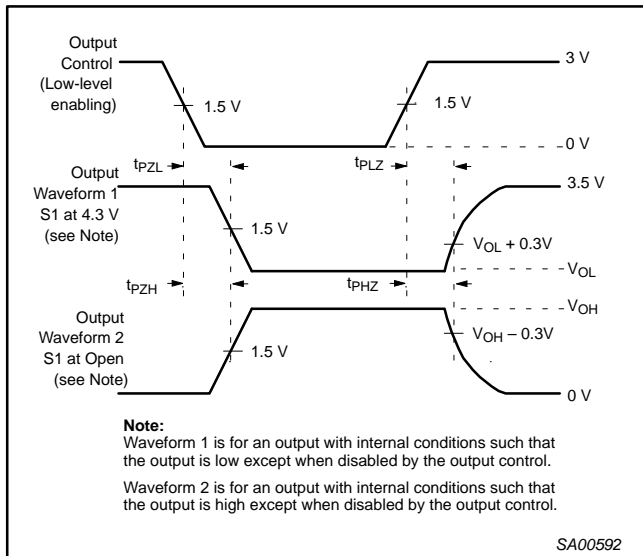 Output
Control
(Low-level
enabling)
3 V
1.5 V
1.5 V
0 V
tPZL
tPLZ
Output
Waveform 1
S1 at 4.3 V
(see Note)
3.5 V
1.5 V
VOL + 0.3V
VOL
tPZH
tPHZ
VOH
Output
Waveform 2
S1 at Open
(see Note)
1.5 V
VOH – 0.3V
0 V
Note:
Waveform 1 is for an output with internal conditions such that
the output is low except when disabled by the output control.
Waveform 2 is for an output with internal conditions such that
the output is high except when disabled by the output control.
SA00592